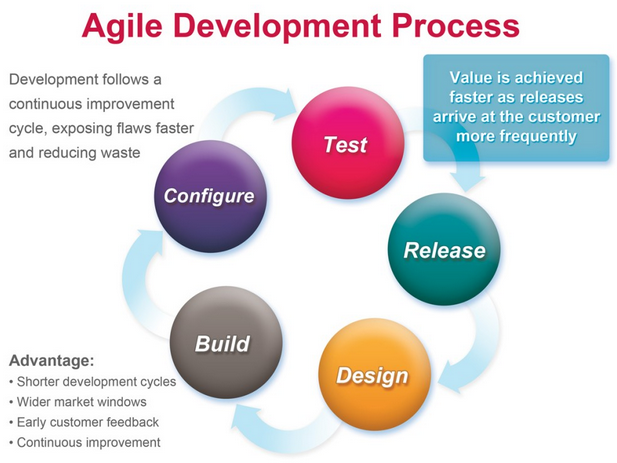 Agile Development Process
Development follows a
continuous improvement
cycle, exposing flaws faster
and reducing waste
Value is achieved
faster as releases
arrive at the customer
more frequently
Test
Configure
Release
Build
Design
Advantage:
• Shorter development cycles
• Wider market windows
• Early customer feedback
• Continuous improvement